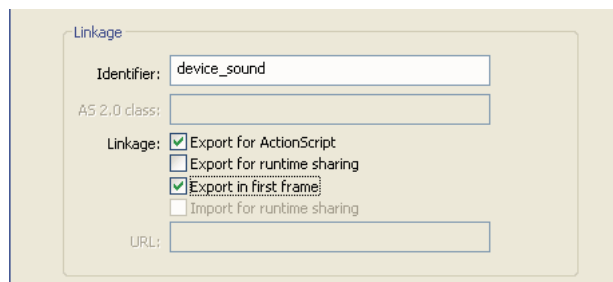 Linkage
Identifier: device_sound
AS 2.0 class:
Linkage: Export for ActionScript
Export for runtime sharing
Export in first frame
Import for runtime sharing
URL: